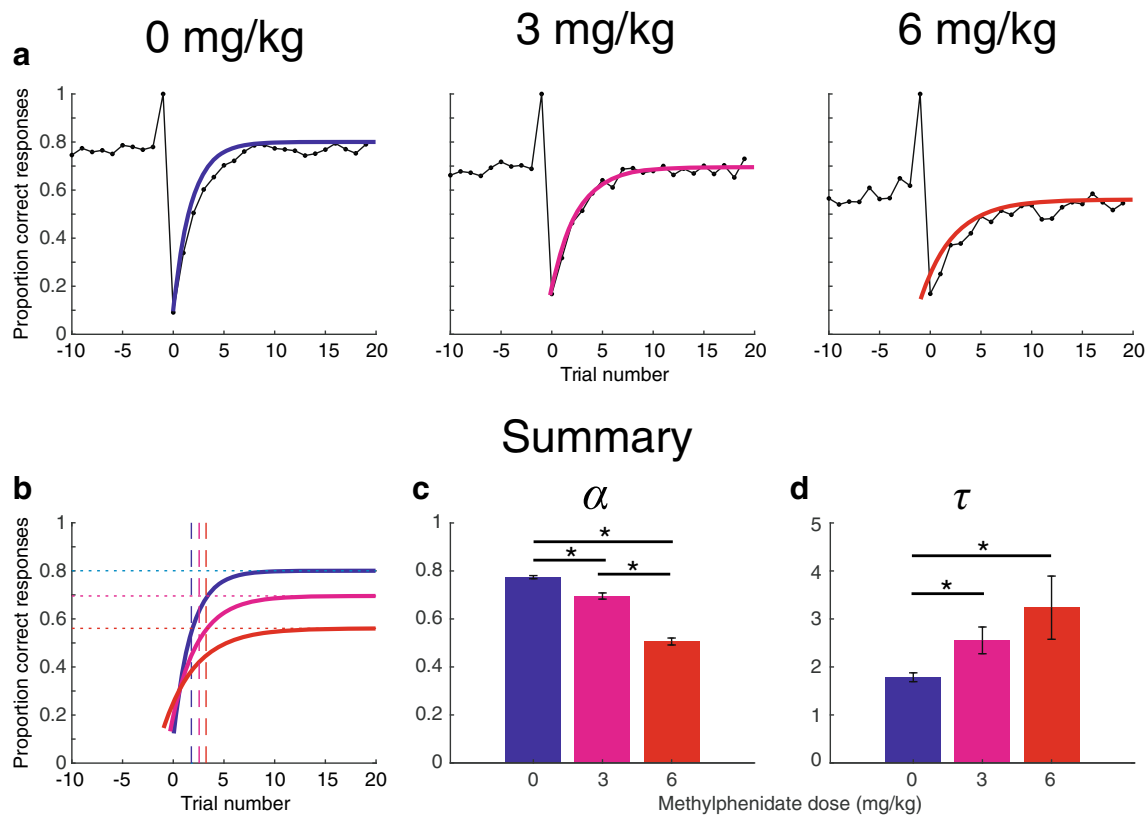 0 mg/kg 3 mg/kg 6 mg/kg
a
Proportion correct responses
1
0.8
0.6
0.4
0.2
0
-10 -5 0 5 10 15 20
-10 -5 0 5 10 15 20
-10 -5 0 5 10 15 20
Trial number
Summary
b
Proportion correct responses
1
0.8
0.6
0.4
0.2
0
-10 -5 0 5 10 15 20
Trial number
c
α
1
0.8
0.6
0.4
0.2
0
* * *
0 3 6
d
τ
5
4
3
2
1
0
* *
0 3 6
Methylphenidate dose (mg/kg)